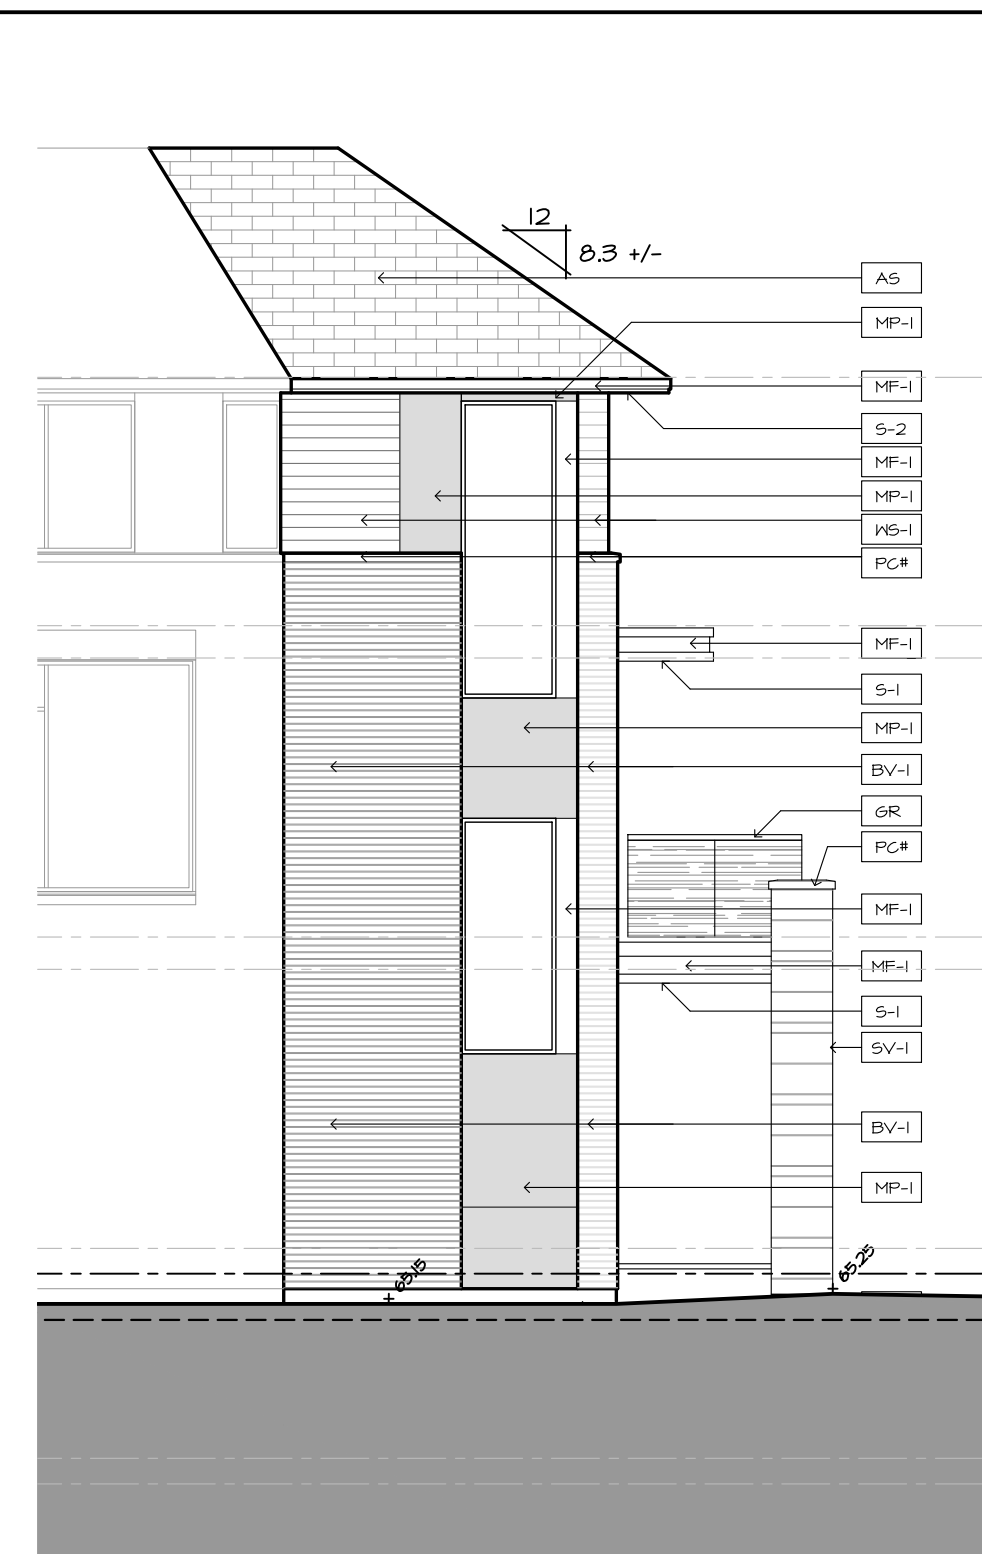 12
8.3 +/-
AS
MP-1
MF-1
S-2
MF-1
MP-1
WS-1
PC#
MF-1
S-1
MP-1
BV-1
GR
PC#
MF-1
MF-1
S-1
SV-1
BV-1
MP-1
65.15
65.25